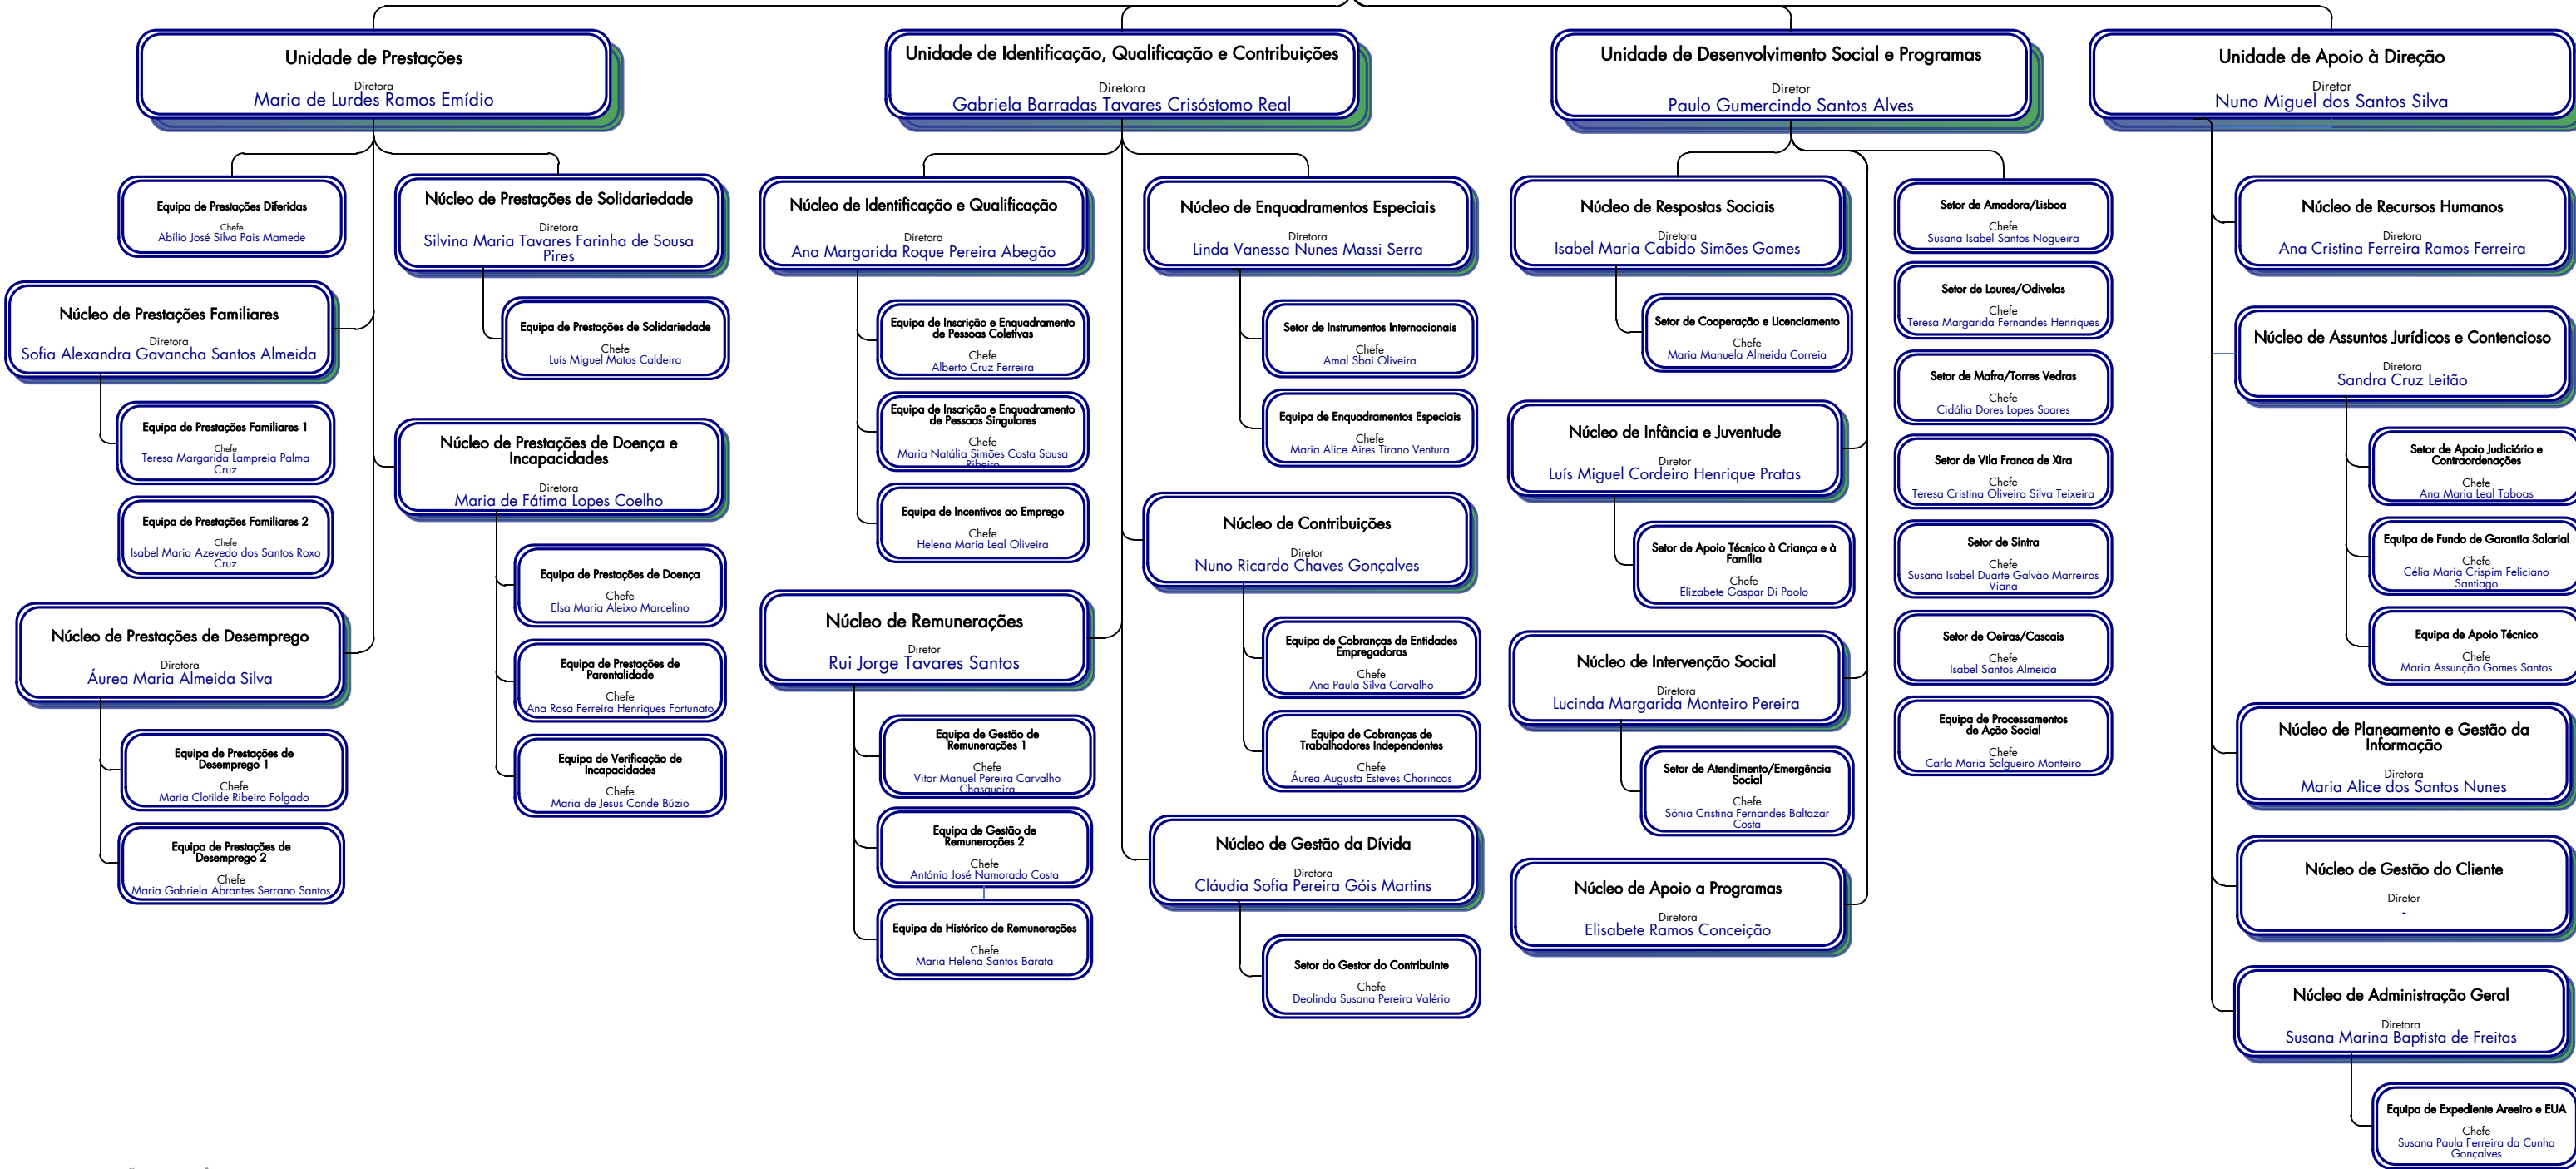 Unidade de Prestações
Diretora
Maria de Lurdes Ramos Emídio
Equipa de Prestações Diferidas
Chefe
Abílio José Silva Pais Mamede
Núcleo de Prestações de Solidariedade
Diretora
Silvina Maria Tavares Farinha de Sousa
Pires
Equipa de Prestações de Solidariedade
Chefe
Luís Miguel Matos Caldeira
Núcleo de Prestações Familiares
Diretora
Sofia Alexandra Gavancha Santos Almeida
Equipa de Prestações Familiares 1
Chefe
Teresa Margarida Lampreia Palma
Cruz
Equipa de Prestações Familiares 2
Chefe
Isabel Maria Azevedo dos Santos Roxo
Cruz
Núcleo de Prestações de Doença e
Incapacidades
Diretora
Maria de Fátima Lopes Coelho
Equipa de Prestações de Doença
Chefe
Elsa Maria Aleixo Marcelino
Equipa de Prestações de
Parentalidade
Chefe
Ana Rosa Ferreira Henriques Fortunato
Equipa de Verificação de
Incapacidades
Chefe
Maria de Jesus Conde Búzio
Núcleo de Prestações de Desemprego
Diretora
Áurea Maria Almeida Silva
Equipa de Prestações de
Desemprego 1
Chefe
Maria Clotilde Ribeiro Folgado
Equipa de Prestações de
Desemprego 2
Chefe
Maria Gabriela Abrantes Serrano Santos
Unidade de Identificação, Qualificação e Contribuições
Diretora
Gabriela Barradas Tavares Crisóstomo Real
Núcleo de Identificação e Qualificação
Diretora
Ana Margarida Roque Pereira Abegão
Equipa de Inscrição e Enquadramento
de Pessoas Coletivas
Chefe
Alberto Cruz Ferreira
Equipa de Inscrição e Enquadramento
de Pessoas Singulares
Chefe
Maria Natália Simões Costa Sousa
Ribeiro
Equipa de Incentivos ao Emprego
Chefe
Helena Maria Leal Oliveira
Núcleo de Remunerações
Diretor
Rui Jorge Tavares Santos
Equipa de Gestão de
Remunerações 1
Chefe
Vitor Manuel Pereira Carvalho
Chasqueira
Equipa de Gestão de
Remunerações 2
Chefe
António José Namorado Costa
Equipa de Histórico de Remunerações
Chefe
Maria Helena Santos Barata
Núcleo de Enquadramentos Especiais
Diretora
Linda Vanessa Nunes Massi Serra
Setor de Instrumentos Internacionais
Chefe
Amal Sbai Oliveira
Equipa de Enquadramentos Especiais
Chefe
Maria Alice Aires Tirano Ventura
Núcleo de Contribuições
Diretor
Nuno Ricardo Chaves Gonçalves
Equipa de Cobranças de Entidades
Empregadoras
Chefe
Ana Paula Silva Carvalho
Equipa de Cobranças de
Trabalhadores Independentes
Chefe
Áurea Augusta Esteves Chorincas
Núcleo de Gestão da Dívida
Diretora
Cláudia Sofia Pereira Góis Martins
Setor do Gestor do Contribuinte
Chefe
Deolinda Susana Pereira Valério
Unidade de Desenvolvimento Social e Programas
Diretor
Paulo Gumercindo Santos Alves
Núcleo de Respostas Sociais
Diretora
Isabel Maria Cabido Simões Gomes
Setor de Cooperação e Licenciamento
Chefe
Maria Manuela Almeida Correia
Núcleo de Infância e Juventude
Diretor
Luís Miguel Cordeiro Henrique Pratas
Setor de Apoio Técnico à Criança e à
Família
Chefe
Elizabete Gaspar Di Paolo
Núcleo de Intervenção Social
Diretora
Lucinda Margarida Monteiro Pereira
Setor de Atendimento/Emergência
Social
Chefe
Sónia Cristina Fernandes Baltazar
Costa
Núcleo de Apoio a Programas
Diretora
Elisabete Ramos Conceição
Setor de Amadora/Lisboa
Chefe
Susana Isabel Santos Nogueira
Setor de Loures/Odivelas
Chefe
Teresa Margarida Fernandes Henriques
Setor de Mafra/Torres Vedras
Chefe
Cidália Dores Lopes Soares
Setor de Vila Franca de Xira
Chefe
Teresa Cristina Oliveira Silva Teixeira
Setor de Sintra
Chefe
Susana Isabel Duarte Galvão Marreiros
Viana
Setor de Oeiras/Cascais
Chefe
Isabel Santos Almeida
Equipa de Processamentos
de Ação Social
Chefe
Carla Maria Salgueiro Monteiro
Unidade de Apoio à Direção
Diretor
Nuno Miguel dos Santos Silva
Núcleo de Recursos Humanos
Diretora
Ana Cristina Ferreira Ramos Ferreira
Núcleo de Assuntos Jurídicos e Contencioso
Diretora
Sandra Cruz Leitão
Setor de Apoio Judiciário e
Contraordenações
Chefe
Ana Maria Leal Taboas
Equipa de Fundo de Garantia Salarial
Chefe
Célia Maria Crispim Feliciano
Santiago
Equipa de Apoio Técnico
Chefe
Maria Assunção Gomes Santos
Núcleo de Planeamento e Gestão da
Informação
Diretora
Maria Alice dos Santos Nunes
Núcleo de Gestão do Cliente
Diretor
-
Núcleo de Administração Geral
Diretora
Susana Marina Baptista de Freitas
Equipa de Expediente Areeiro e EUA
Chefe
Susana Paula Ferreira da Cunha
Gonçalves